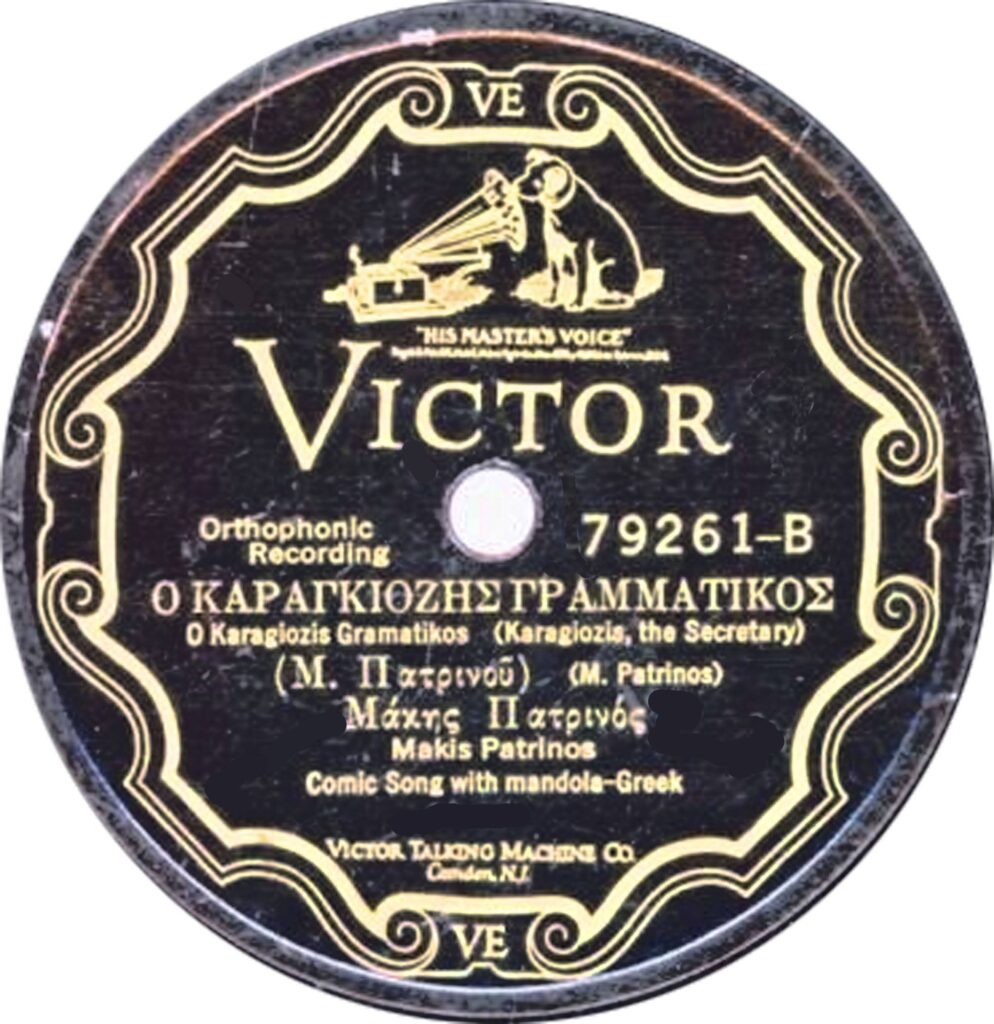 VE
"HIS MASTER'S VOICE"
VICTOR
Orthophonic
Recording
79261-B
Ο ΚΑΡΑΓΚΙΟΖΗΣ ΓΡΑΜΜΑΤΙΚΟΣ
O Karagiozis Gramatikos (Karagiozis, the Secretary)
(Μ. Πατρινοῦ) (M. Patrinos)
Μάκης Πατρινός
Makis Patrinos
Comic Song with mandola-Greek
VICTOR TALKING MACHINE CO.
Camden, N.J.
VE